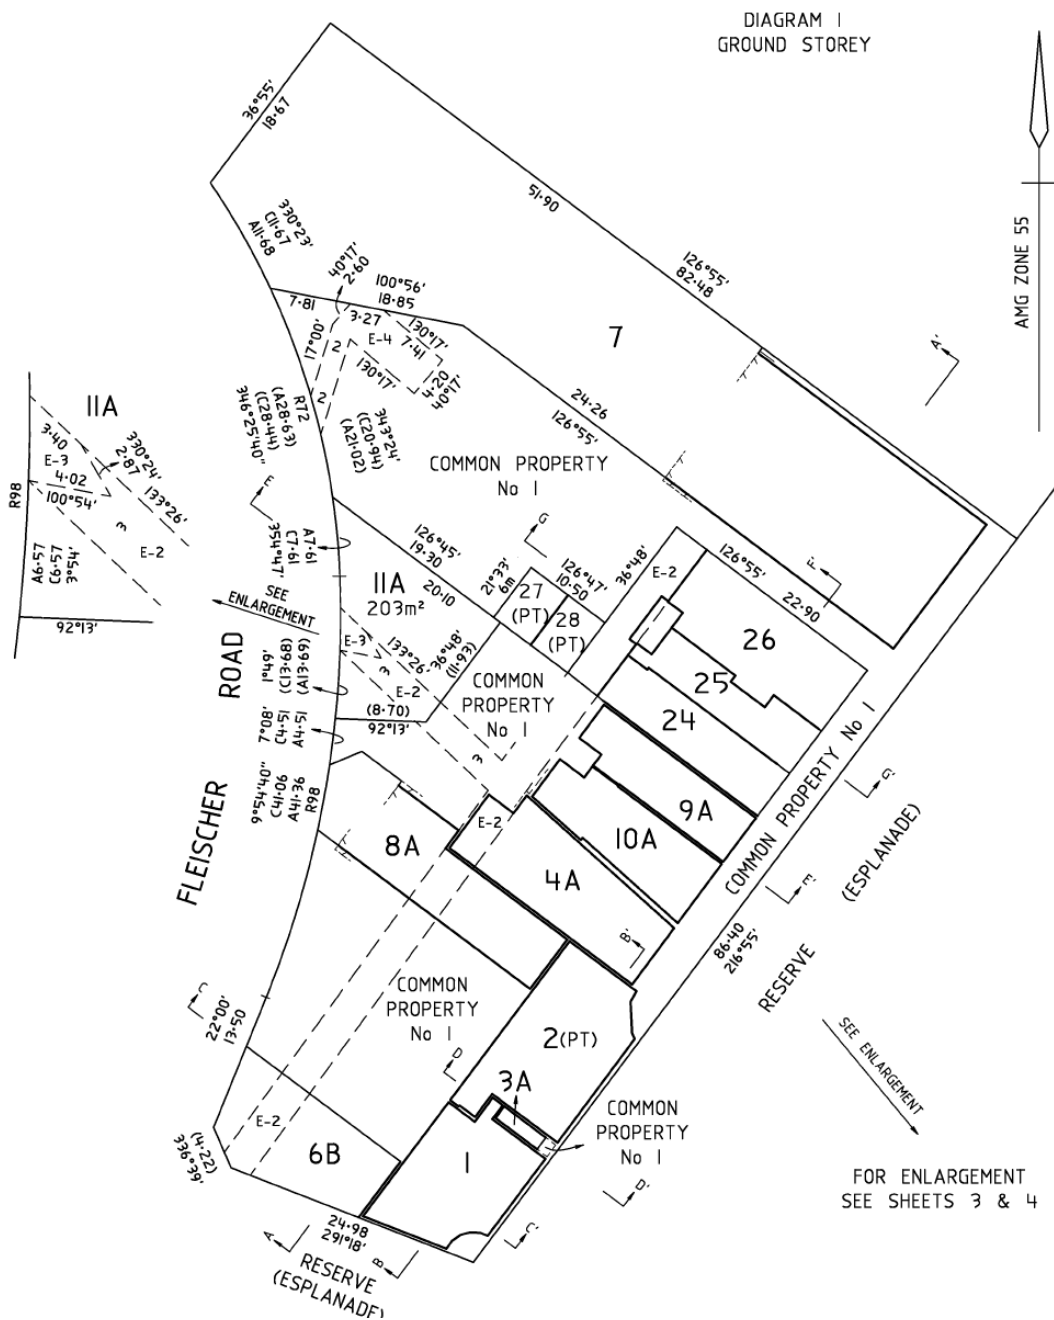 DIAGRAM 1
GROUND STOREY
AMG ZONE 55
36°55'
18·67
51·90
126°55'
82·48
330°23'
C11·67
A11·68
40°17'
2·60
100°56'
18·85
7·81
3·27
E-4
130°17'
7·41
17°00'
2
2
130°17'
4·20
40°17'
7
A'
24·26
126°55'
R72
(A28·63)
(C28·44)
346°25'40"
343°24'
(C20·94)
(A21·02)
COMMON PROPERTY
No 1
11A
3·40
E-3
4·02
100°54'
330°24'
2·87
133°26'
3
E-2
R98
A6·57
C6·57
3°54'
92°13'
E
G
126°45'
19·30
20·10
21°33'
6m
126°47'
10·50
36°48'
E-2
126°55'
22·90
F'
A7·61
C7·61
354°47'
SEE
ENLARGEMENT
11A
203m²
27
(PT)
28
(PT)
26
25
24
E-3
133°26'
3
E-2
36°48'
(11·93)
(8·70)
92°13'
COMMON
PROPERTY
No 1
3
FLEISCHER ROAD
1°49'
(C13·68)
(A13·69)
7°08'
C4·51
A4·51
9°54'40"
C41·06
A41·36
R98
8A
E-2
9A
10A
4A
COMMON PROPERTY No 1
G'
(ESPLANADE)
E'
RESERVE
86·40
216°55'
B'
SEE ENLARGEMENT
C
22°00'
13·50
COMMON
PROPERTY
No 1
D
2(PT)
3A
COMMON
PROPERTY
No 1
E-2
6B
1
(4·22)
336°39'
D'
FOR ENLARGEMENT
SEE SHEETS 3 & 4
24·98
291°18'
A
B
C'
RESERVE
(ESPLANADE)